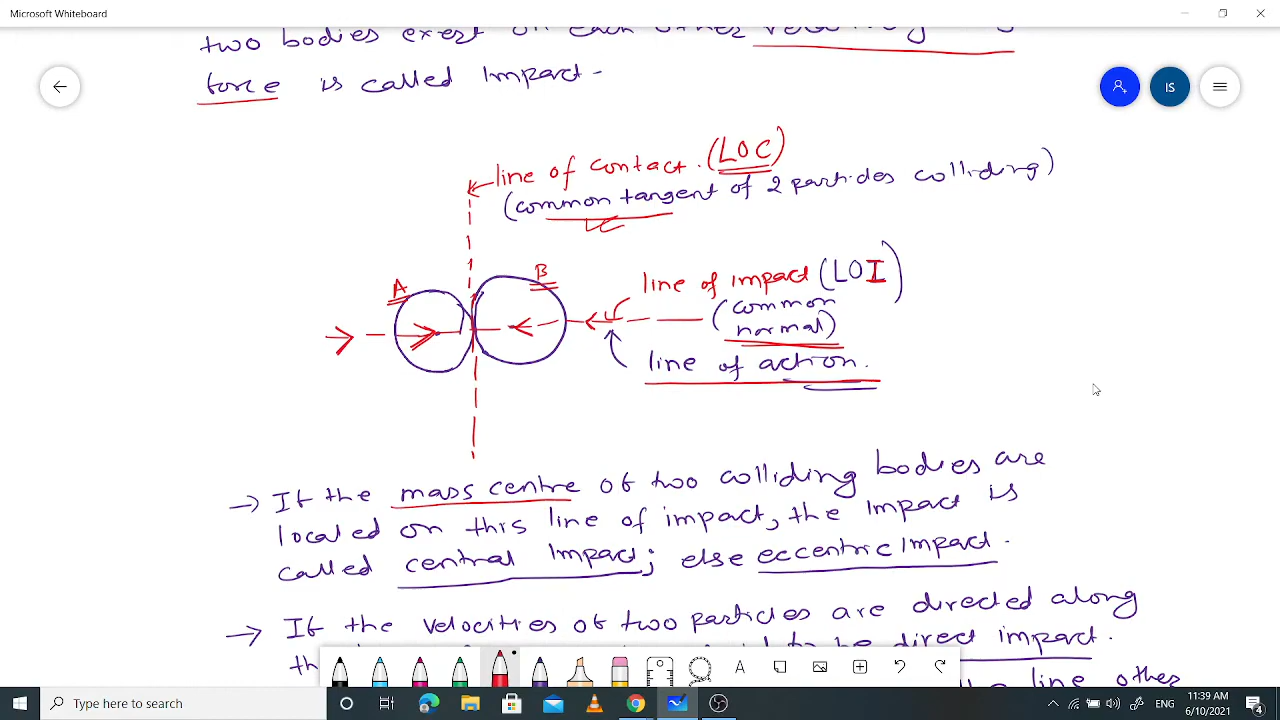 Microsoft Whiteboard
two bodies exert on each other
force is called Impact.
IS
line of contact. (LOC)
(common tangent of 2 particles colliding)
A
B
line of impact (LOI)
(common
normal)
line of action.
→ If the mass centre of two colliding bodies are
located on this line of impact, the impact is
called central Impact; else eccentric Impact.
→ If the velocities of two particles are directed along
to be direct impact.
line other
A
Type here to search
ENG
11:39 AM
6/10/2021